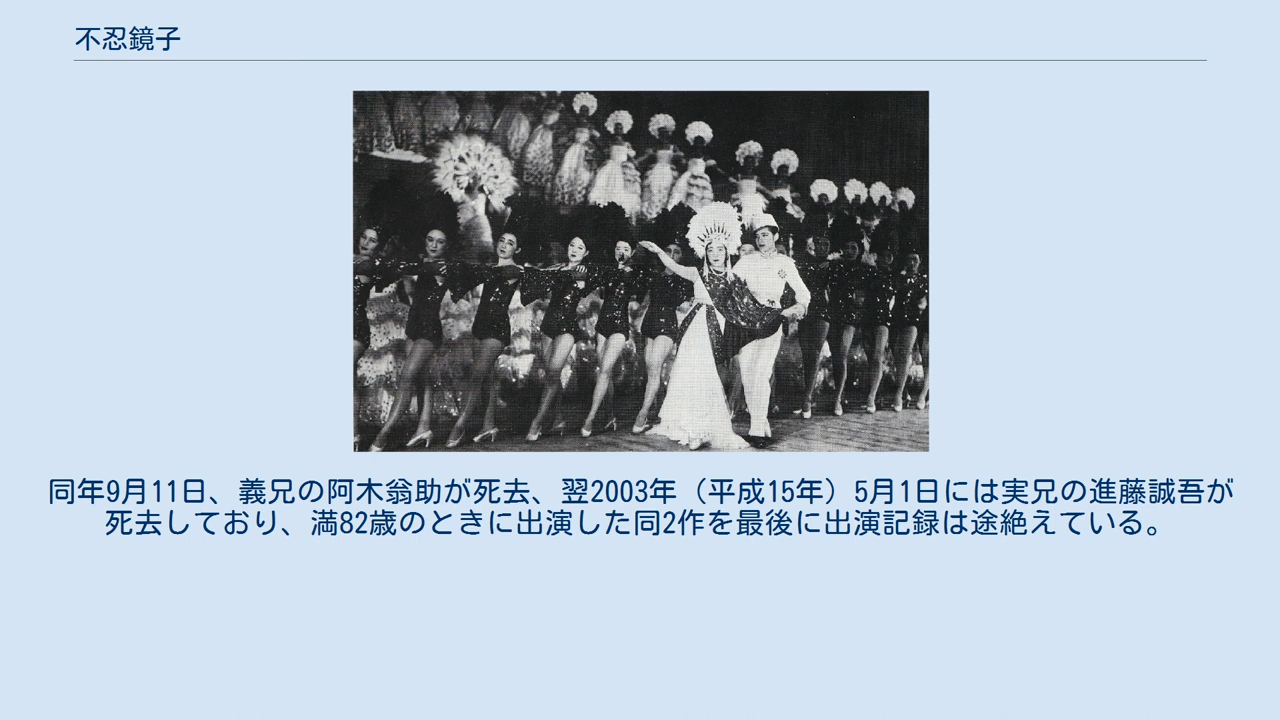 不忍鏡子
同年9月11日、義兄の阿木翁助が死去、翌2003年（平成15年）5月1日には実兄の進藤誠吾が
死去しており、満82歳のときに出演した同2作を最後に出演記録は途絶えている。